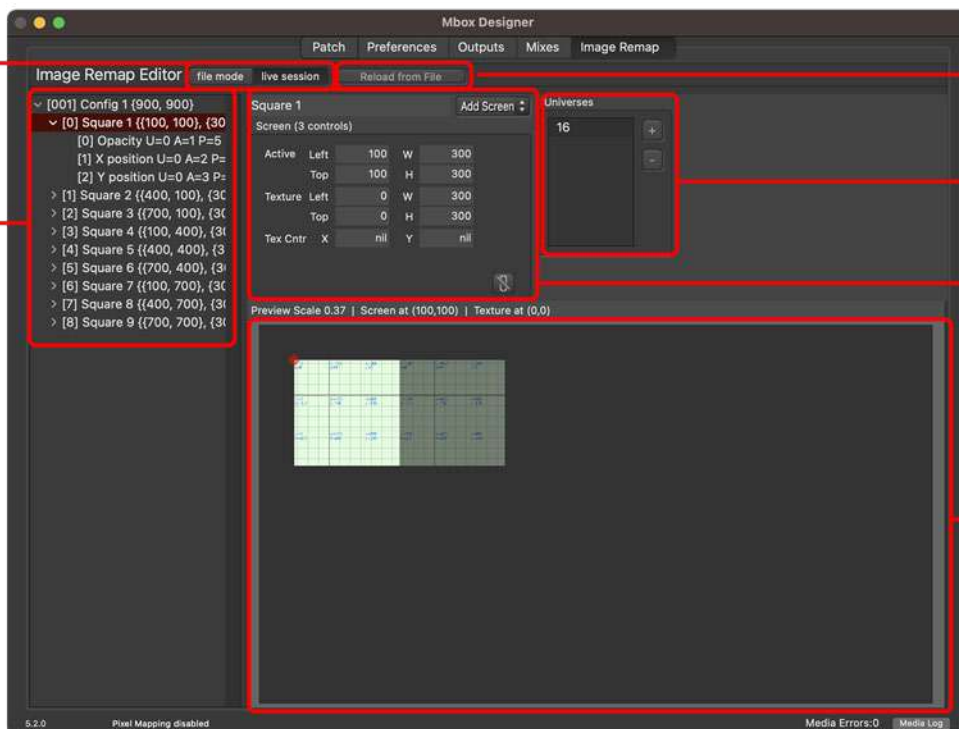 Mbox Designer
Patch Preferences Outputs Mixes Image Remap
Image Remap Editor file mode live session Reload from File
[001] Config 1 {900, 900}
[0] Square 1 {{100, 100}, {30
[0] Opacity U=0 A=1 P=5
[1] X position U=0 A=2 P=
[2] Y position U=0 A=3 P=
[1] Square 2 {{400, 100}, {30
[2] Square 3 {{700, 100}, {30
[3] Square 4 {{100, 400}, {30
[4] Square 5 {{400, 400}, {3
[5] Square 6 {{700, 400}, {30
[6] Square 7 {{100, 700}, {30
[7] Square 8 {{400, 700}, {30
[8] Square 9 {{700, 700}, {30
Square 1 Add Screen
Screen (3 controls)
Active Left 100 W 300
Top 100 H 300
Texture Left 0 W 300
Top 0 H 300
Tex Cntr X nil Y nil
Universes
16
+
-
Preview Scale 0.37 | Screen at (100,100) | Texture at (0,0)
5.2.0 Pixel Mapping disabled Media Errors:0 Media Log